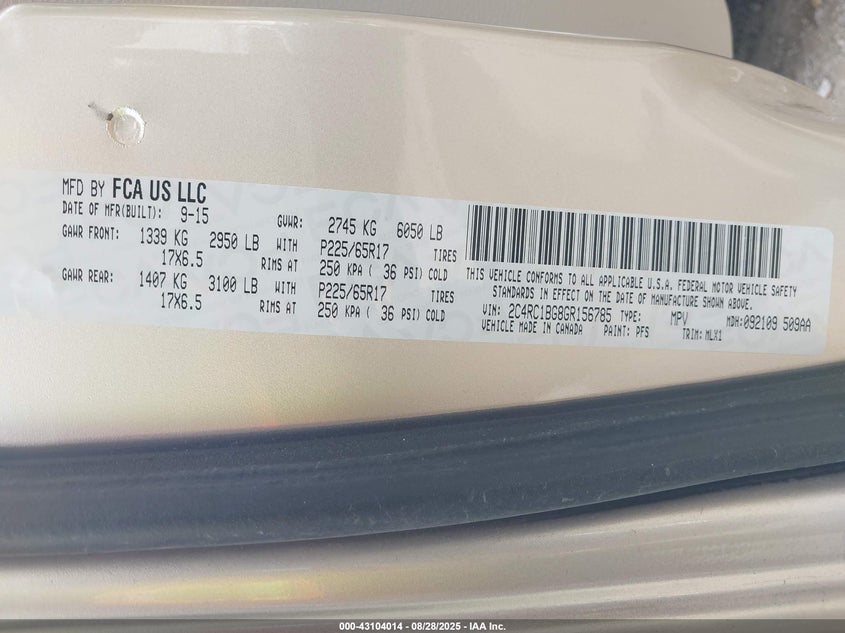 MFD BY FCA US LLC
DATE OF MFR(BUILT): 9-15 GVWR: 2745 KG 6050 LB
GAWR FRONT: 1339 KG 2950 LB WITH P225/65R17 TIRES
17X6.5 RIMS AT 250 KPA ( 36 PSI) COLD
GAWR REAR: 1407 KG 3100 LB WITH P225/65R17 TIRES
17X6.5 RIMS AT 250 KPA ( 36 PSI) COLD
THIS VEHICLE CONFORMS TO ALL APPLICABLE U.S.A. FEDERAL MOTOR VEHICLE SAFETY
STANDARDS IN EFFECT ON THE DATE OF MANUFACTURE SHOWN ABOVE.
VIN: 2C4RC1BG8GR156785 TYPE: MPV MDH:092109 509AA
VEHICLE MADE IN CANADA PAINT: PFS TRIM: MLX1
000-43104014 - 08/28/2025 - IAA Inc.